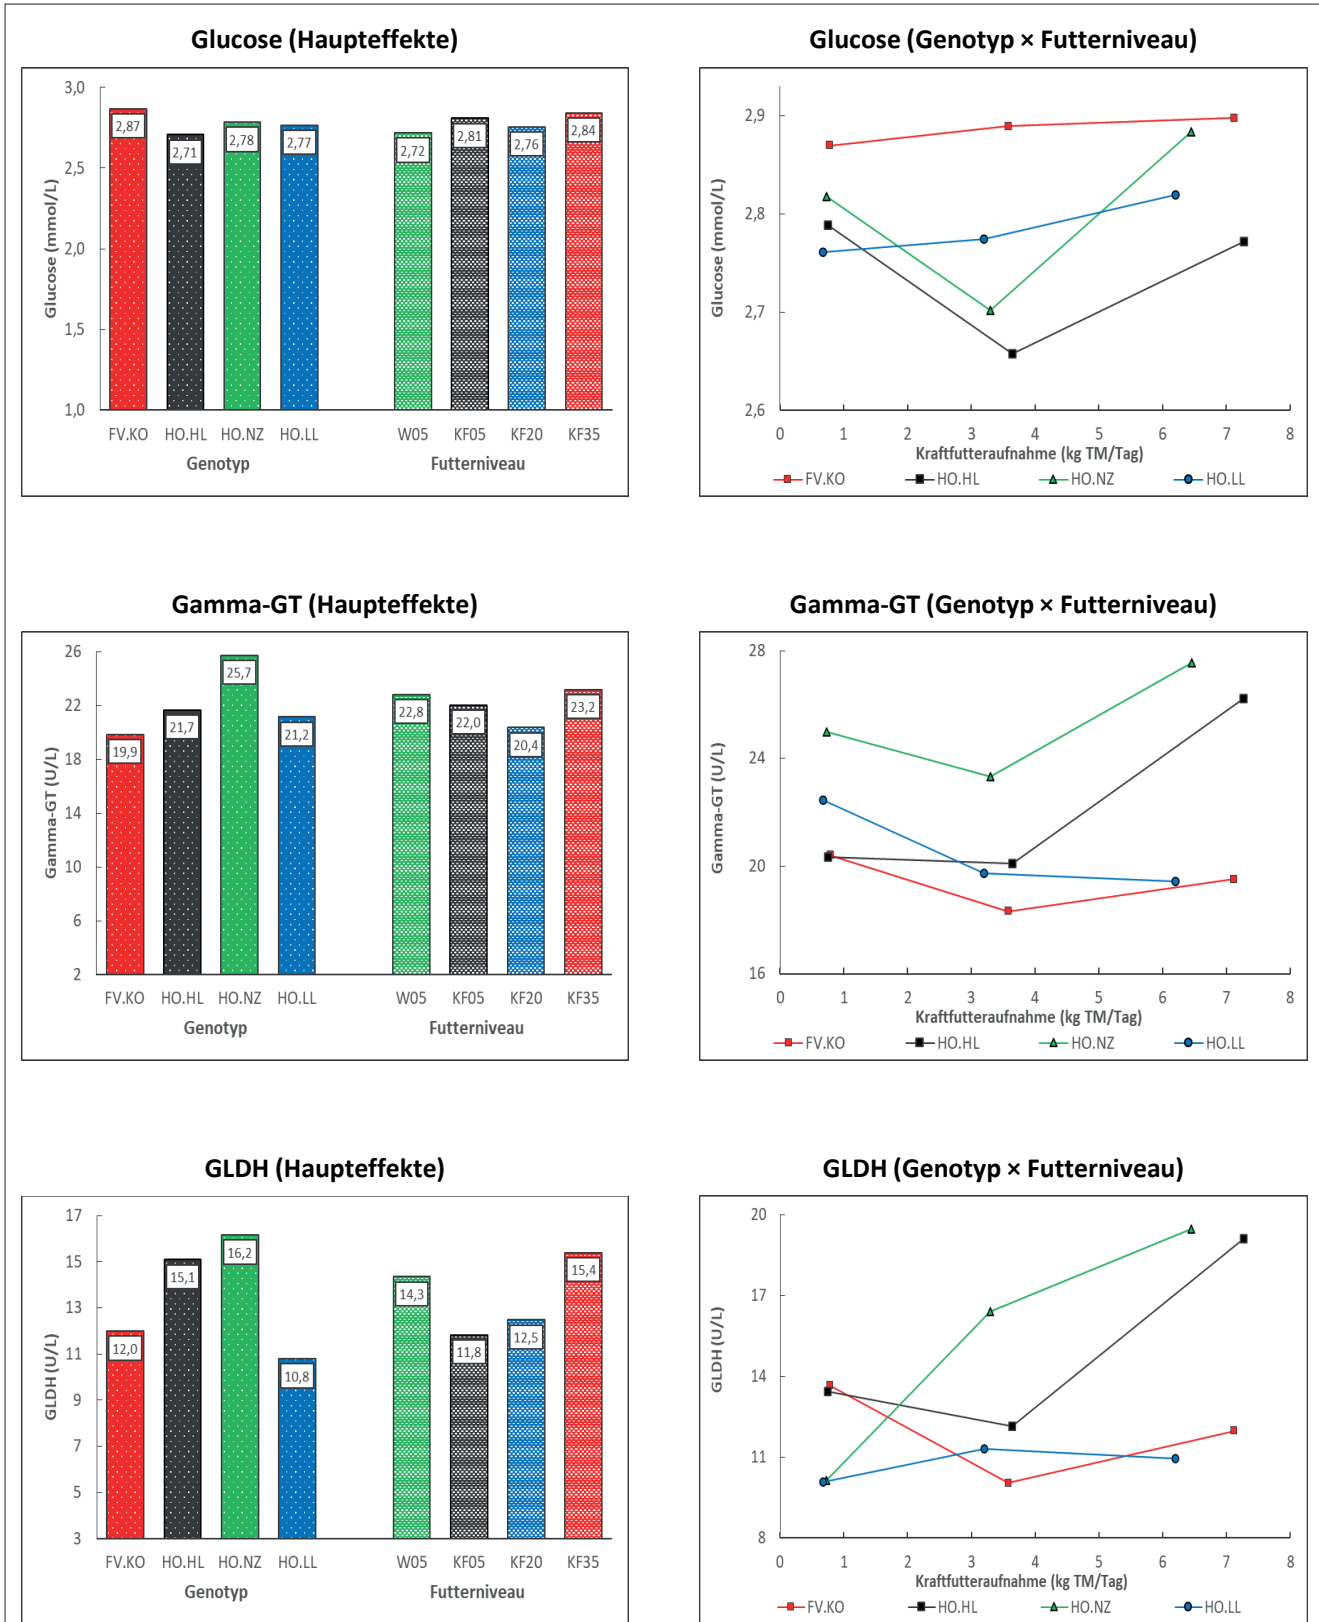 Glucose (Haupteffekte)
3,0
2,5
2,0
1,5
1,0
Glucose (mmol/L)
2,87
2,71
2,78
2,77
2,72
2,81
2,76
2,84
FV.KO HO.HL HO.NZ HO.LL W05 KF05 KF20 KF35
Genotyp Futterniveau
Glucose (Genotyp × Futterniveau)
2,9
2,8
2,7
2,6
Glucose (mmol/L)
0 1 2 3 4 5 6 7 8
Kraftfutteraufnahme (kg TM/Tag)
FV.KO HO.HL HO.NZ HO.LL
Gamma-GT (Haupteffekte)
26
22
18
14
10
6
2
Gamma-GT (U/L)
19,9
21,7
25,7
21,2
22,8
22,0
20,4
23,2
FV.KO HO.HL HO.NZ HO.LL W05 KF05 KF20 KF35
Genotyp Futterniveau
Gamma-GT (Genotyp × Futterniveau)
28
24
20
16
Gamma-GT (U/L)
0 1 2 3 4 5 6 7 8
Kraftfutteraufnahme (kg TM/Tag)
FV.KO HO.HL HO.NZ HO.LL
GLDH (Haupteffekte)
17
15
13
11
9
7
5
3
GLDH (U/L)
12,0
15,1
16,2
10,8
14,3
11,8
12,5
15,4
FV.KO HO.HL HO.NZ HO.LL W05 KF05 KF20 KF35
Genotyp Futterniveau
GLDH (Genotyp × Futterniveau)
20
17
14
11
8
GLDH (U/L)
0 1 2 3 4 5 6 7 8
Kraftfutteraufnahme (kg TM/Tag)
FV.KO HO.HL HO.NZ HO.LL